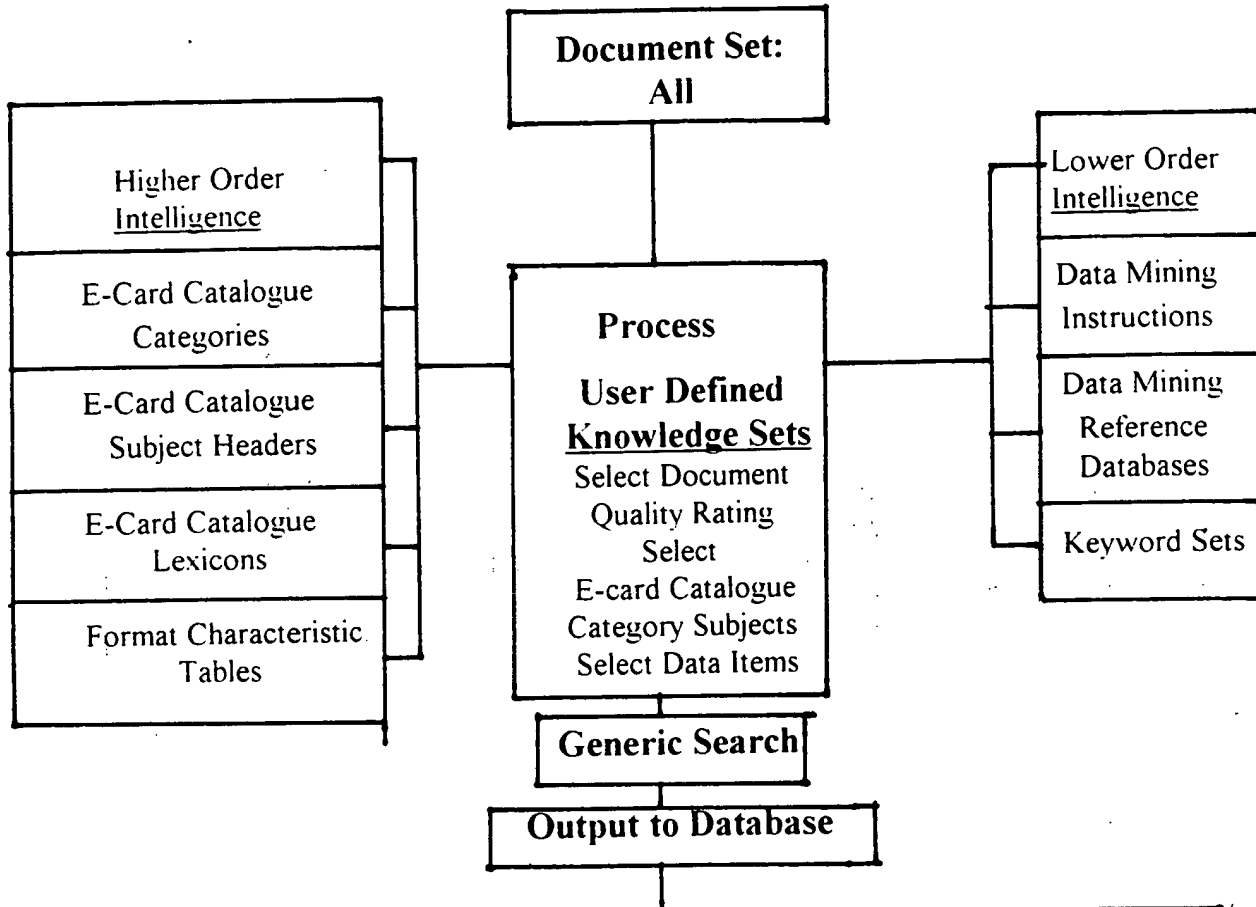 Document Set:
All
Higher Order
Intelligence
E-Card Catalogue
Categories
E-Card Catalogue
Subject Headers
E-Card Catalogue
Lexicons
Format Characteristic
Tables
Process
User Defined
Knowledge Sets
Select Document
Quality Rating
Select
E-card Catalogue
Category Subjects
Select Data Items
Lower Order
Intelligence
Data Mining
Instructions
Data Mining
Reference
Databases
Keyword Sets
Generic Search
Output to Database